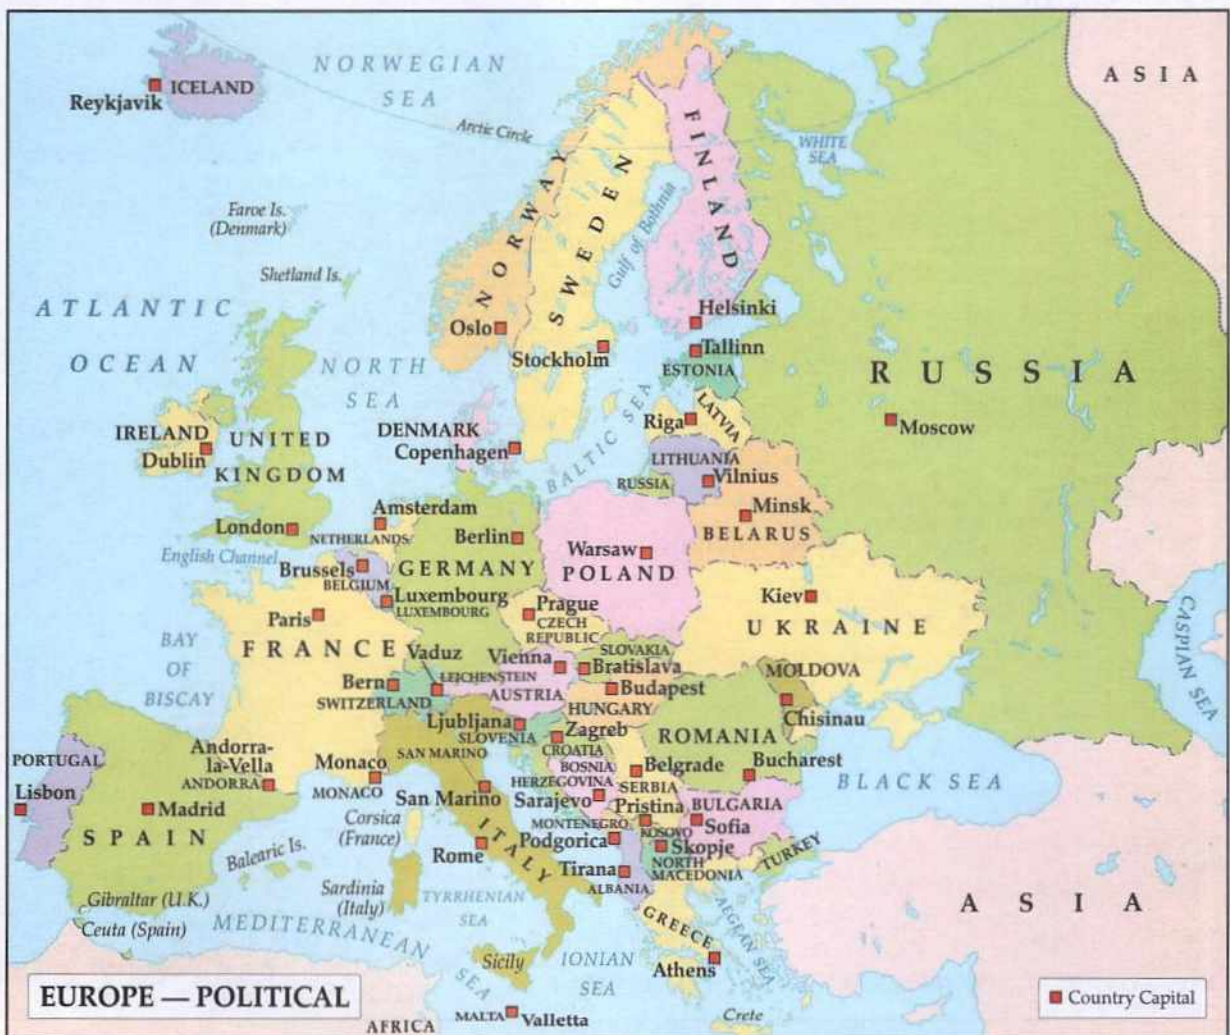 NORWEGIAN
SEA
ASIA
ICELAND
Reykjavik
Arctic Circle
WHITE
SEA
FINLAND
NORWAY
SWEDEN
Gulf of Bothnia
Faroe Is.
(Denmark)
Shetland Is.
ATLANTIC
OCEAN
NORTH
SEA
Oslo
Stockholm
Helsinki
Tallinn
ESTONIA
RUSSIA
Moscow
Riga
LATVIA
BALTIC SEA
IRELAND
Dublin
UNITED
KINGDOM
London
DENMARK
Copenhagen
LITHUANIA
Vilnius
RUSSIA
Minsk
BELARUS
Amsterdam
NETHERLANDS
Berlin
GERMANY
Warsaw
POLAND
English Channel
Brussels
BELGIUM
Luxembourg
LUXEMBOURG
Paris
FRANCE
Prague
CZECH
REPUBLIC
Kiev
UKRAINE
CASPIAN SEA
BAY
OF
BISCAY
Vaduz
LEICHENSTEIN
Bern
SWITZERLAND
Vienna
AUSTRIA
SLOVAKIA
Bratislava
Budapest
HUNGARY
MOLDOVA
Chisinau
Ljubljana
SLOVENIA
Zagreb
CROATIA
ROMANIA
Bucharest
BOSNIA
HERZEGOVINA
Sarajevo
Belgrade
SERBIA
SAN MARINO
San Marino
PORTUGAL
Lisbon
Madrid
SPAIN
Andorra-
la-Vella
ANDORRA
Monaco
MONACO
Corsica
(France)
ITALY
Rome
MONTENEGRO
Podgorica
Pristina
KOSOVO
BULGARIA
Sofia
Skopje
NORTH
MACEDONIA
Tirana
ALBANIA
TURKEY
BLACK SEA
Balearic Is.
Sardinia
(Italy)
TYRRHENIAN
SEA
Gibraltar (U.K.)
Ceuta (Spain)
MEDITERRANEAN
SEA
GREECE
Athens
AEGEAN SEA
ASIA
Sicily
IONIAN
SEA
Crete
MALTA
Valletta
AFRICA
EUROPE — POLITICAL
Country Capital